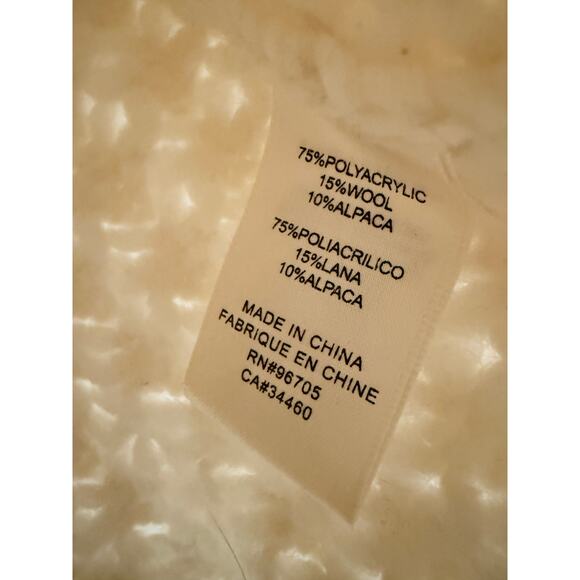 75%POLYACRYLIC
15%WOOL
10%ALPACA
75%POLIACRILICO
15%LANA
10%ALPACA
MADE IN CHINA
FABRIQUE EN CHINE
RN#96705
CA#34460